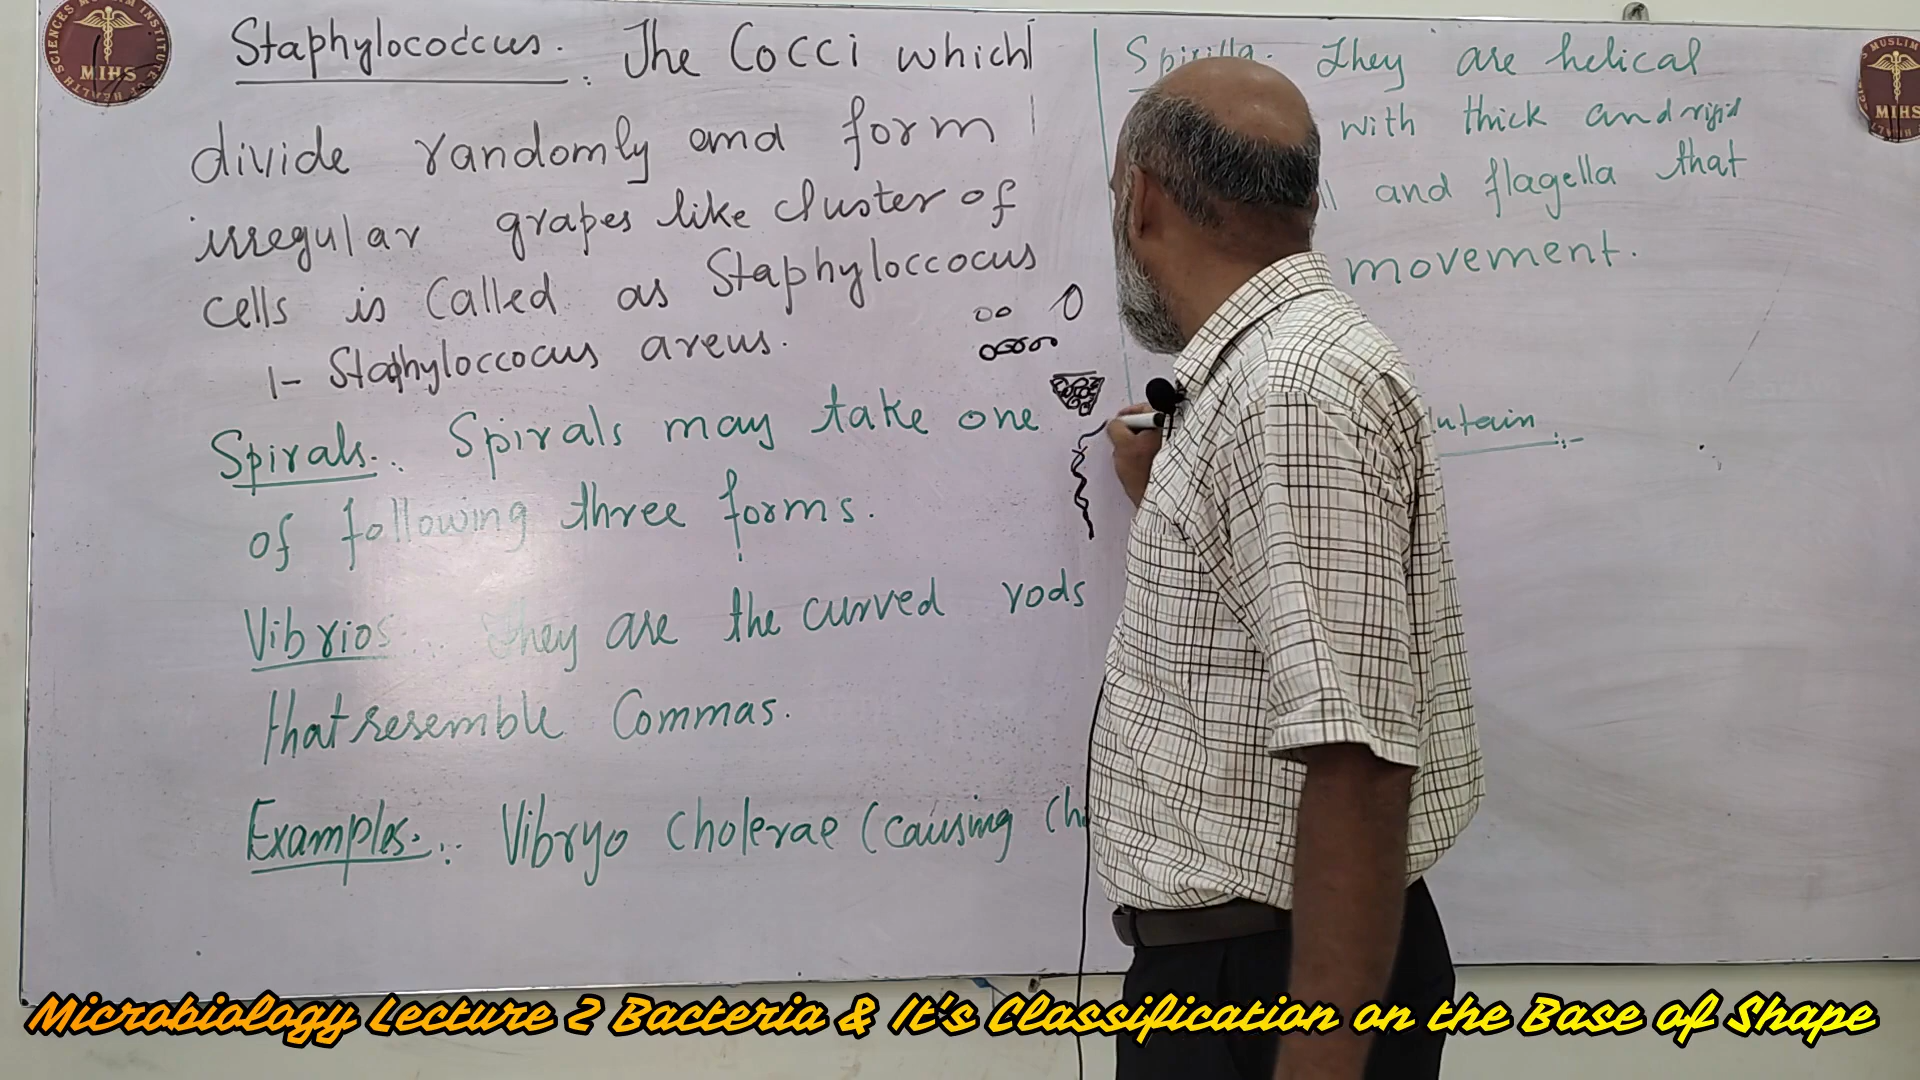 Staphylococcus. The Cocci which
divide randomly and form
irregular grapes like cluster of
cells is Called as Staphyloccocus
1- Staphyloccocus areus.
Spirals. Spirals may take one
of following three forms.
Vibrios They are the curved rods
that resemble Commas.
Examples. Vibryo Cholerae (causing
They are helical
with thick and rigid
and flagella that
movement.
MIHS
MIHS
Microbiology Lecture 2 Bacteria & It's Classification on the Base of Shape